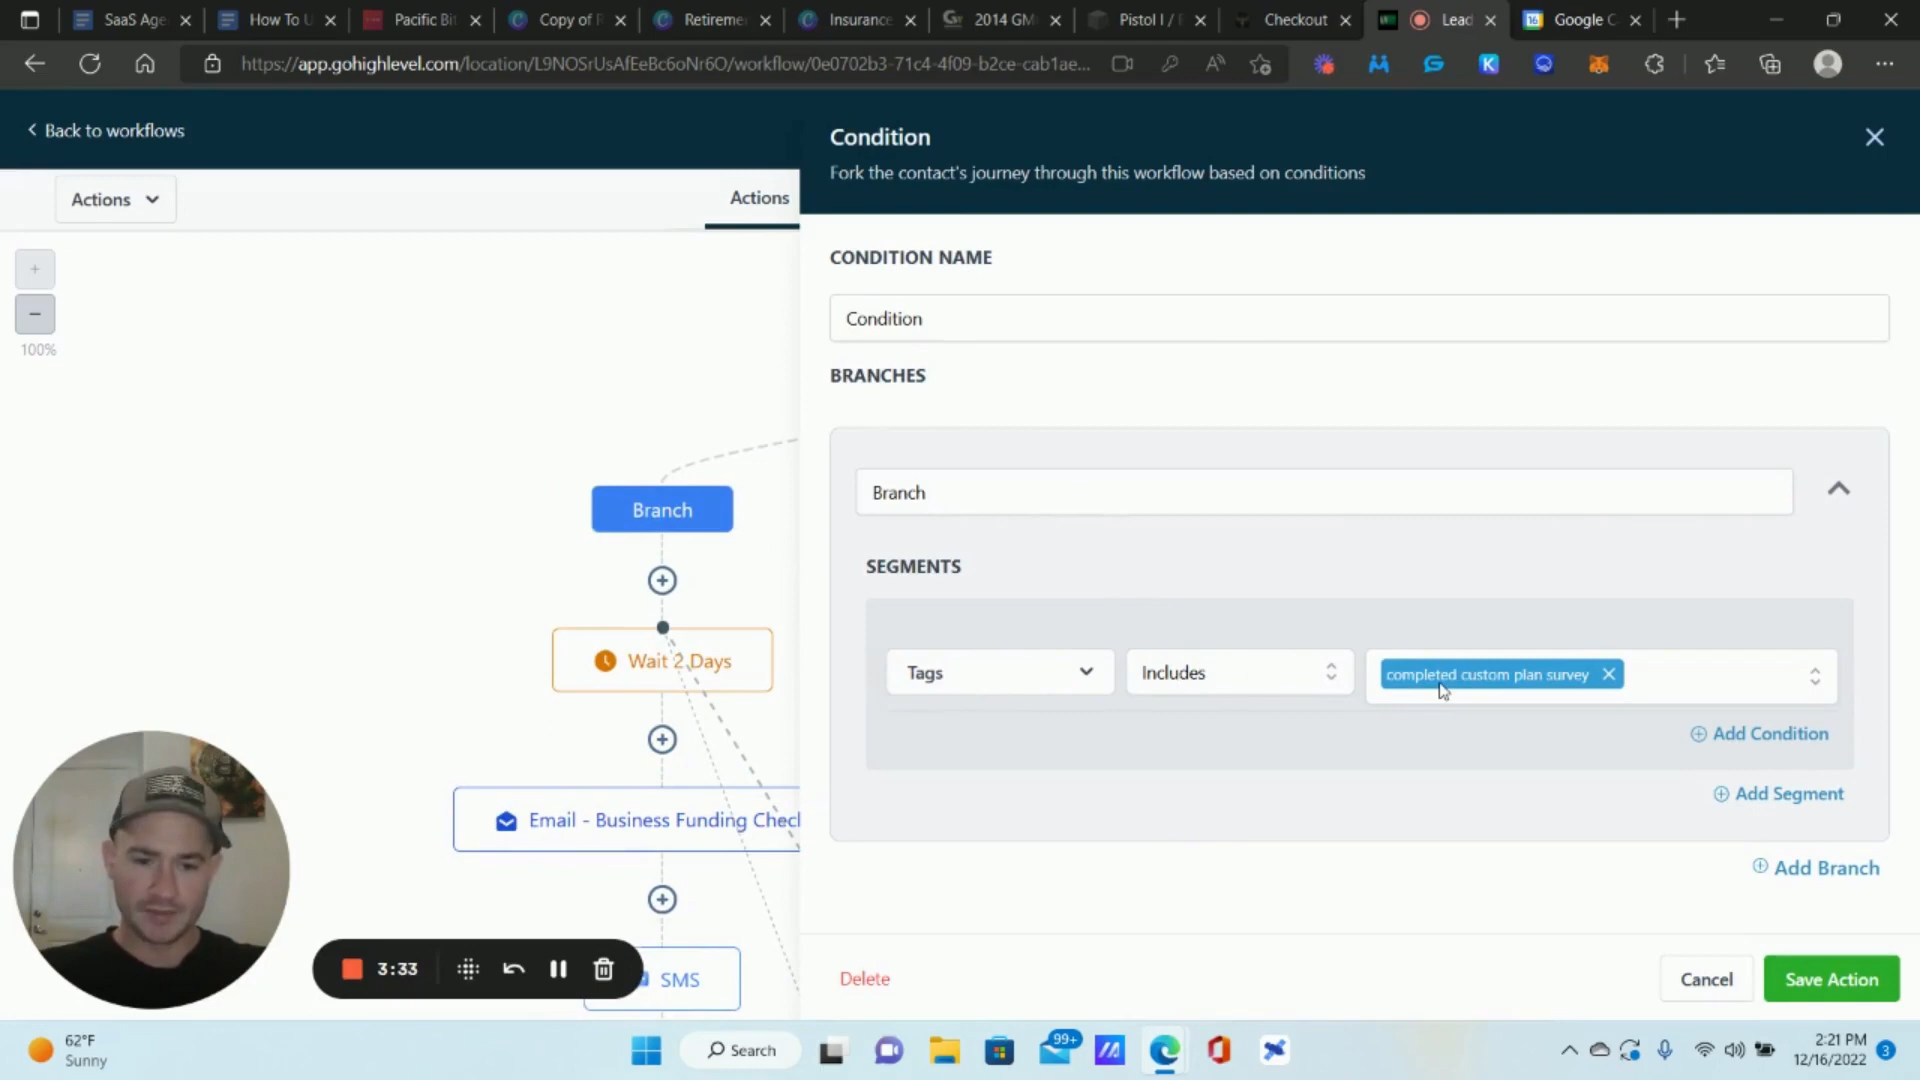 SaaS Age
How To U
Pacific Bit
Copy of R
Retireme
Insurance
2014 GM
Pistol I /
Checkout
Lead
16
Google C
https://app.gohighlevel.com/location/L9NOSrUsAfEeBc6oNr6O/workflow/0e0702b3-71c4-4f09-b2ce-cab1ae...
Back to workflows
Actions
Actions
100%
Condition
Fork the contact's journey through this workflow based on conditions
CONDITION NAME
Condition
BRANCHES
Branch
SEGMENTS
Tags
Includes
completed custom plan survey
Add Condition
Add Segment
Add Branch
Delete
Cancel
Save Action
Branch
Wait 2 Days
Email - Business Funding Chec
SMS
3:33
62°F
Sunny
Search
99+
2:21 PM
12/16/2022
3